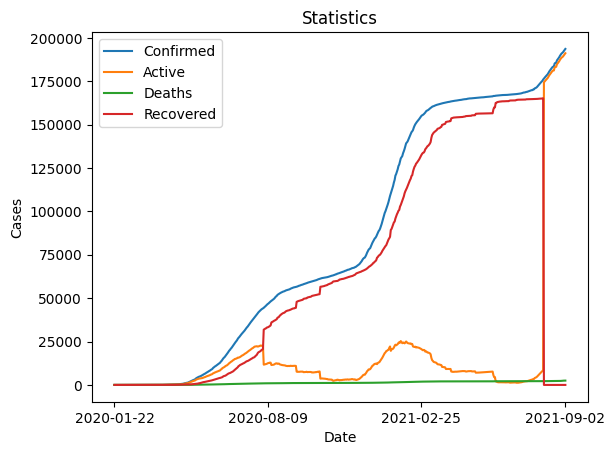 Statistics
200000
175000
150000
125000
100000
75000
50000
25000
0
Cases
Confirmed
Active
Deaths
Recovered
2020-01-22
2020-08-09
2021-02-25
2021-09-02
Date